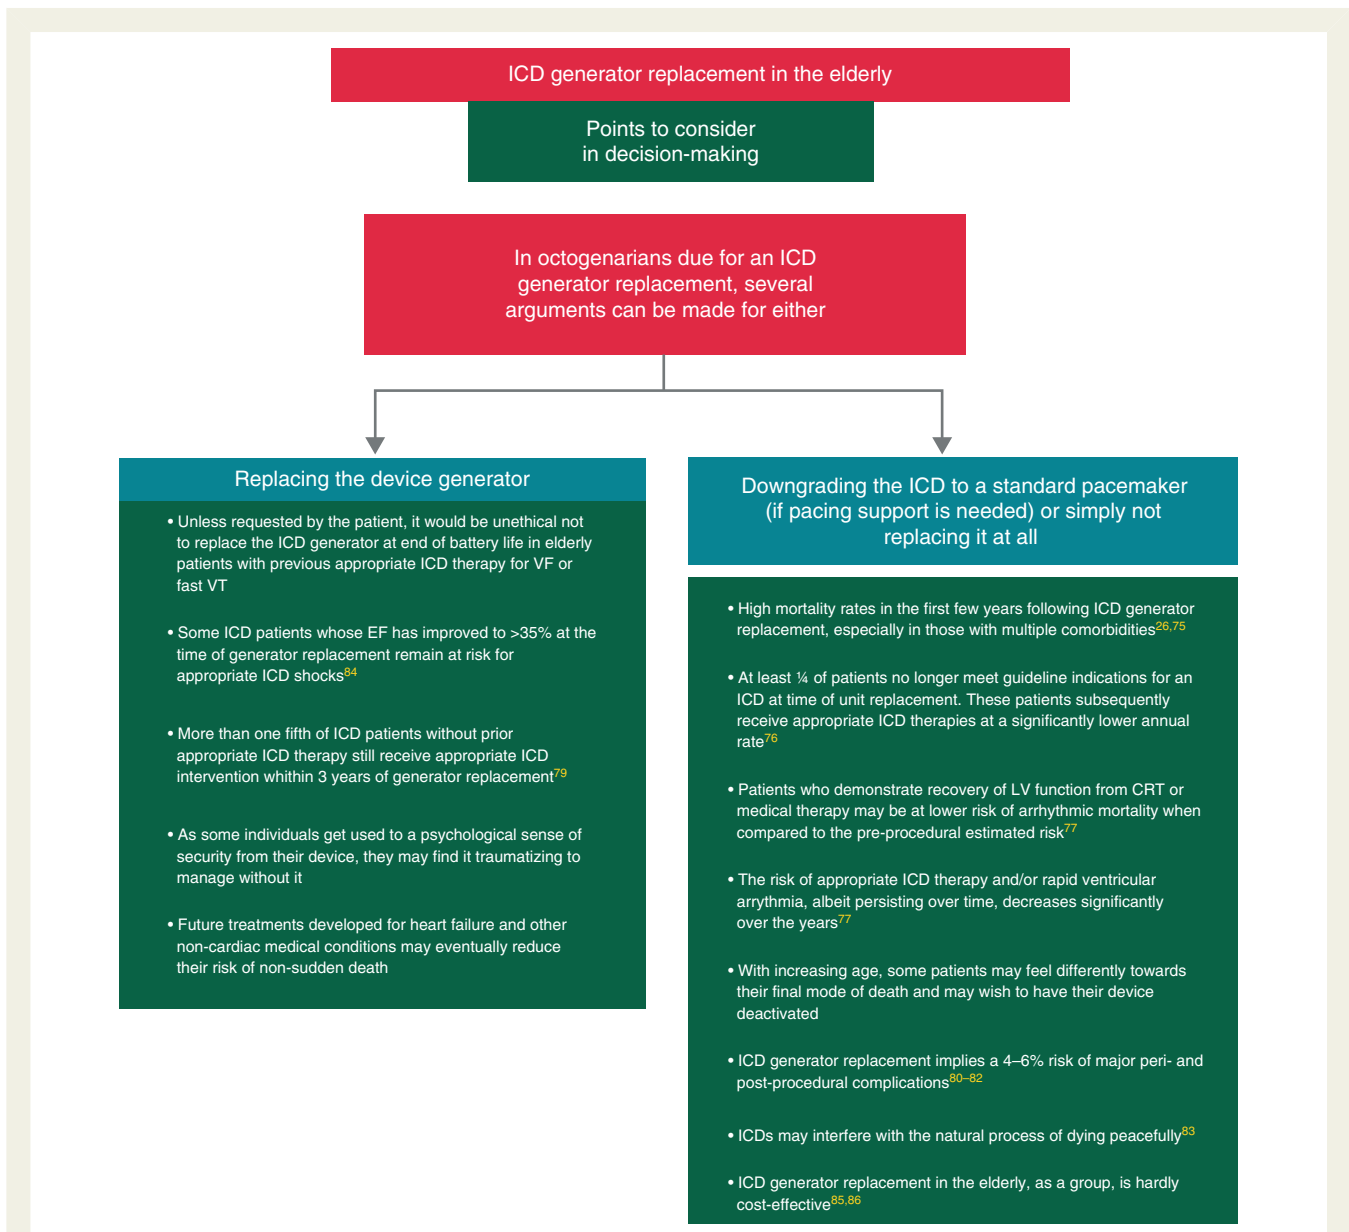 ICD generator replacement in the elderly
Points to consider
in decision-making
In octogenarians due for an ICD
generator replacement, several
arguments can be made for either
Replacing the device generator
• Unless requested by the patient, it would be unethical not
to replace the ICD generator at end of battery life in elderly
patients with previous appropriate ICD therapy for VF or
fast VT
• Some ICD patients whose EF has improved to >35% at the
time of generator replacement remain at risk for
appropriate ICD shocks84
• More than one fifth of ICD patients without prior
appropriate ICD therapy still receive appropriate ICD
intervention whithin 3 years of generator replacement79
• As some individuals get used to a psychological sense of
security from their device, they may find it traumatizing to
manage without it
• Future treatments developed for heart failure and other
non-cardiac medical conditions may eventually reduce
their risk of non-sudden death
Downgrading the ICD to a standard pacemaker
(if pacing support is needed) or simply not
replacing it at all
• High mortality rates in the first few years following ICD generator
replacement, especially in those with multiple comorbidities26,75
• At least ¼ of patients no longer meet guideline indications for an
ICD at time of unit replacement. These patients subsequently
receive appropriate ICD therapies at a significantly lower annual
rate76
• Patients who demonstrate recovery of LV function from CRT or
medical therapy may be at lower risk of arrhythmic mortality when
compared to the pre-procedural estimated risk77
• The risk of appropriate ICD therapy and/or rapid ventricular
arrythmia, albeit persisting over time, decreases significantly
over the years77
• With increasing age, some patients may feel differently towards
their final mode of death and may wish to have their device
deactivated
• ICD generator replacement implies a 4–6% risk of major peri- and
post-procedural complications80–82
• ICDs may interfere with the natural process of dying peacefully83
• ICD generator replacement in the elderly, as a group, is hardly
cost-effective85,86